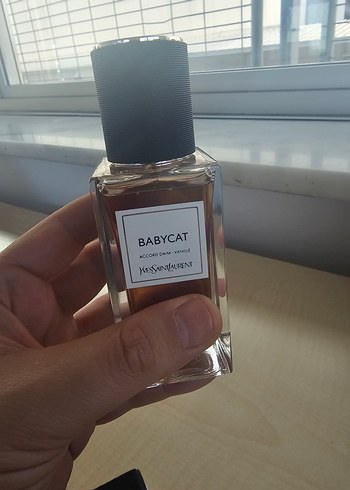 BABYCAT
ACCORD DAIM - VANILLE
YVESSAINTLAURENT